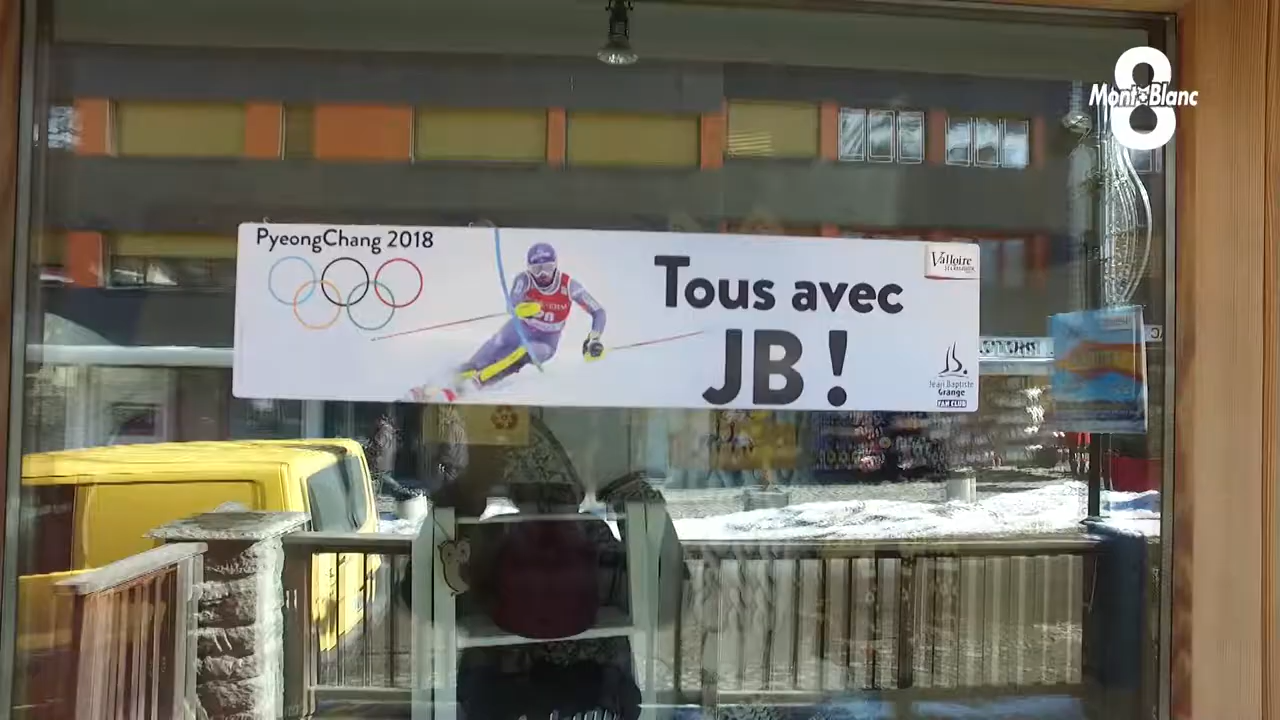 8
Mont Blanc
PyeongChang 2018
Tous avec
JB !
Valloire
Jean Baptiste
Grange
FAN CLUB